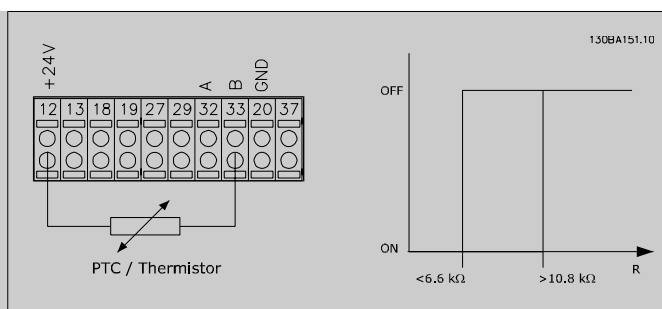 130BA151.10
+24V
A
B
GND
12 13 18 19 27 29 32 33 20 37
PTC / Thermistor
OFF
ON
<6.6 kΩ
>10.8 kΩ
R